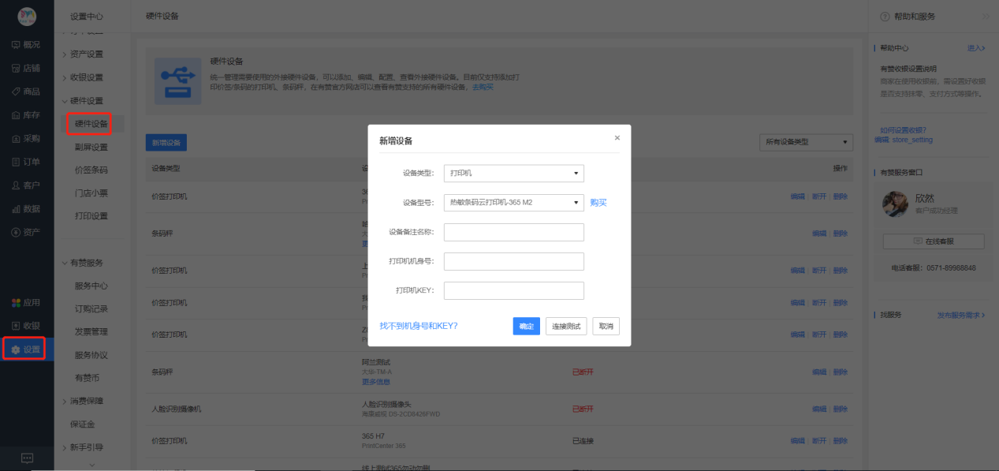 概况
店铺
商品
库存
采购
订单
客户
数据
资产
应用
收银
设置
设置中心
资产设置
收银设置
硬件设置
硬件设备
副屏设置
价签条码
门店小票
打印设置
有赞服务
服务中心
订购记录
发票管理
服务协议
有赞币
消费保障
保证金
新手引导
硬件设备
硬件设备
统一管理需要使用的外接硬件设备，可以添加、编辑、配置、查看外接硬件设备。目前仅支持添加打
印价签/条码的打印机、条码秤，在有赞官方网店可以查看有赞支持的所有硬件设备，去购买
新增设备
所有设备类型
设备类型
操作
价签打印机
编辑 | 断开 | 删除
条码秤
编辑 | 删除
价签打印机
编辑 | 断开 | 删除
价签打印机
编辑 | 断开 | 删除
价签打印机
编辑 | 断开 | 删除
条码秤
阿兰测试
大华-TM-A
更多信息
已断开
编辑 | 删除
人脸识别摄像机
人脸识别摄像头
海康威视 DS-2CD8426FWD
已断开
编辑 | 删除
价签打印机
365 H7
PrintCenter 365
已连接
编辑 | 断开 | 删除
线上测试365勿动勿删
新增设备
×
设备类型：
打印机
设备型号：
热敏条码云打印机-365 M2
购买
设备备注名称：
打印机机身号：
打印机KEY：
找不到机身号和KEY?
确定
连接测试
取消
帮助和服务
帮助中心
进入>
有赞收银设置说明
商家在使用收银前，需设置好收银
是否支持抹零、支付方式等操作。
如何设置收银?
编辑: store_setting
有赞服务窗口
欣然
客户成功经理
在线客服
电话客服：0571-89988848
找服务
发布服务需求>